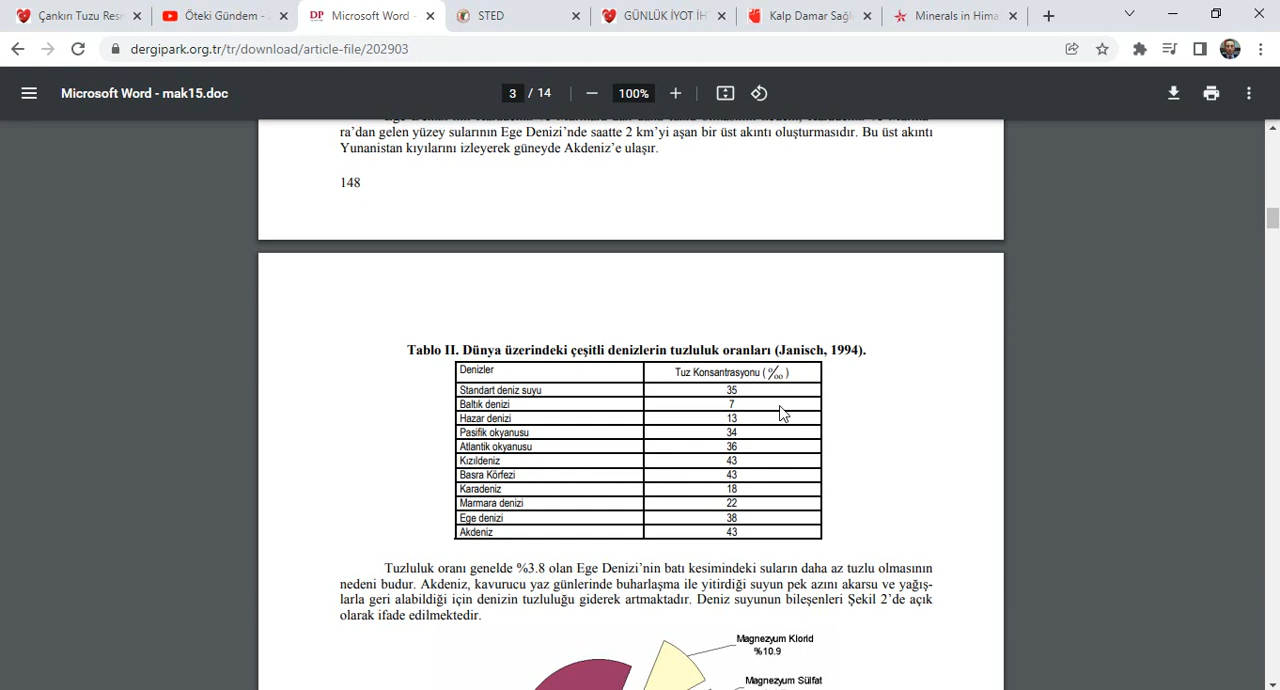 Çankırı Tuzu Res
Öteki Gündem -
DP
Microsoft Word -
STED
GÜNLÜK İYOT İH
Kalp Damar Sağl
Minerals in Hima
dergipark.org.tr/tr/download/article-file/202903
Microsoft Word - mak15.doc
3 / 14
100%
ra’dan gelen yüzey sularının Ege Denizi’nde saatte 2 km’yi aşan bir üst akıntı oluşturmasıdır. Bu üst akıntı
Yunanistan kıyılarını izleyerek güneyde Akdeniz’e ulaşır.
148
Tablo II. Dünya üzerindeki çeşitli denizlerin tuzluluk oranları (Janisch, 1994).
Denizler Tuz Konsantrasyonu (‰)
Standart deniz suyu 35
Baltık denizi 7
Hazar denizi 13
Pasifik okyanusu 34
Atlantik okyanusu 36
Kızıldeniz 43
Basra Körfezi 43
Karadeniz 18
Marmara denizi 22
Ege denizi 38
Akdeniz 43
Tuzluluk oranı genelde %3.8 olan Ege Denizi’nin batı kesimindeki suların daha az tuzlu olmasının
nedeni budur. Akdeniz, kavurucu yaz günlerinde buharlaşma ile yitirdiği suyun pek azını akarsu ve yağış-
larla geri alabildiği için denizin tuzluluğu giderek artmaktadır. Deniz suyunun bileşenleri Şekil 2’de açık
olarak ifade edilmektedir.
Magnezyum Klorid
%10.9
Magnezyum Sülfat